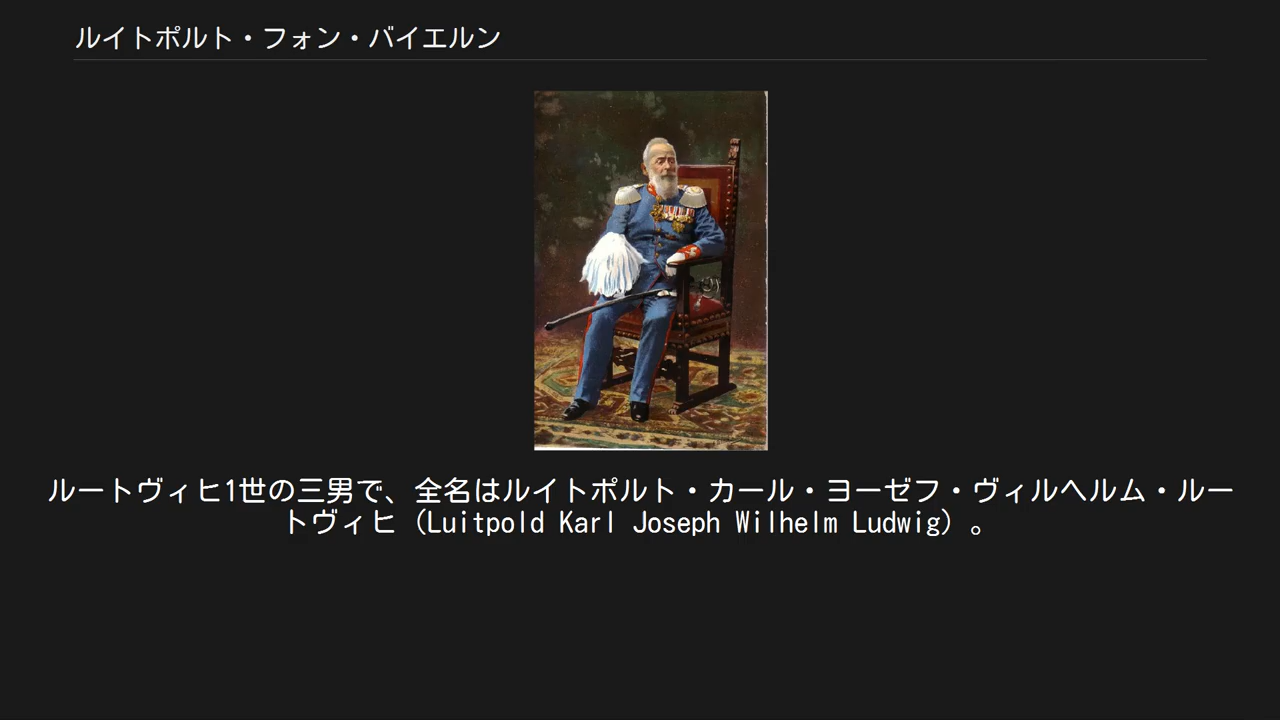 ルイトポルト・フォン・バイエルン
ルートヴィヒ1世の三男で、全名はルイトポルト・カール・ヨーゼフ・ヴィルヘルム・ルー
トヴィヒ（Luitpold Karl Joseph Wilhelm Ludwig）。